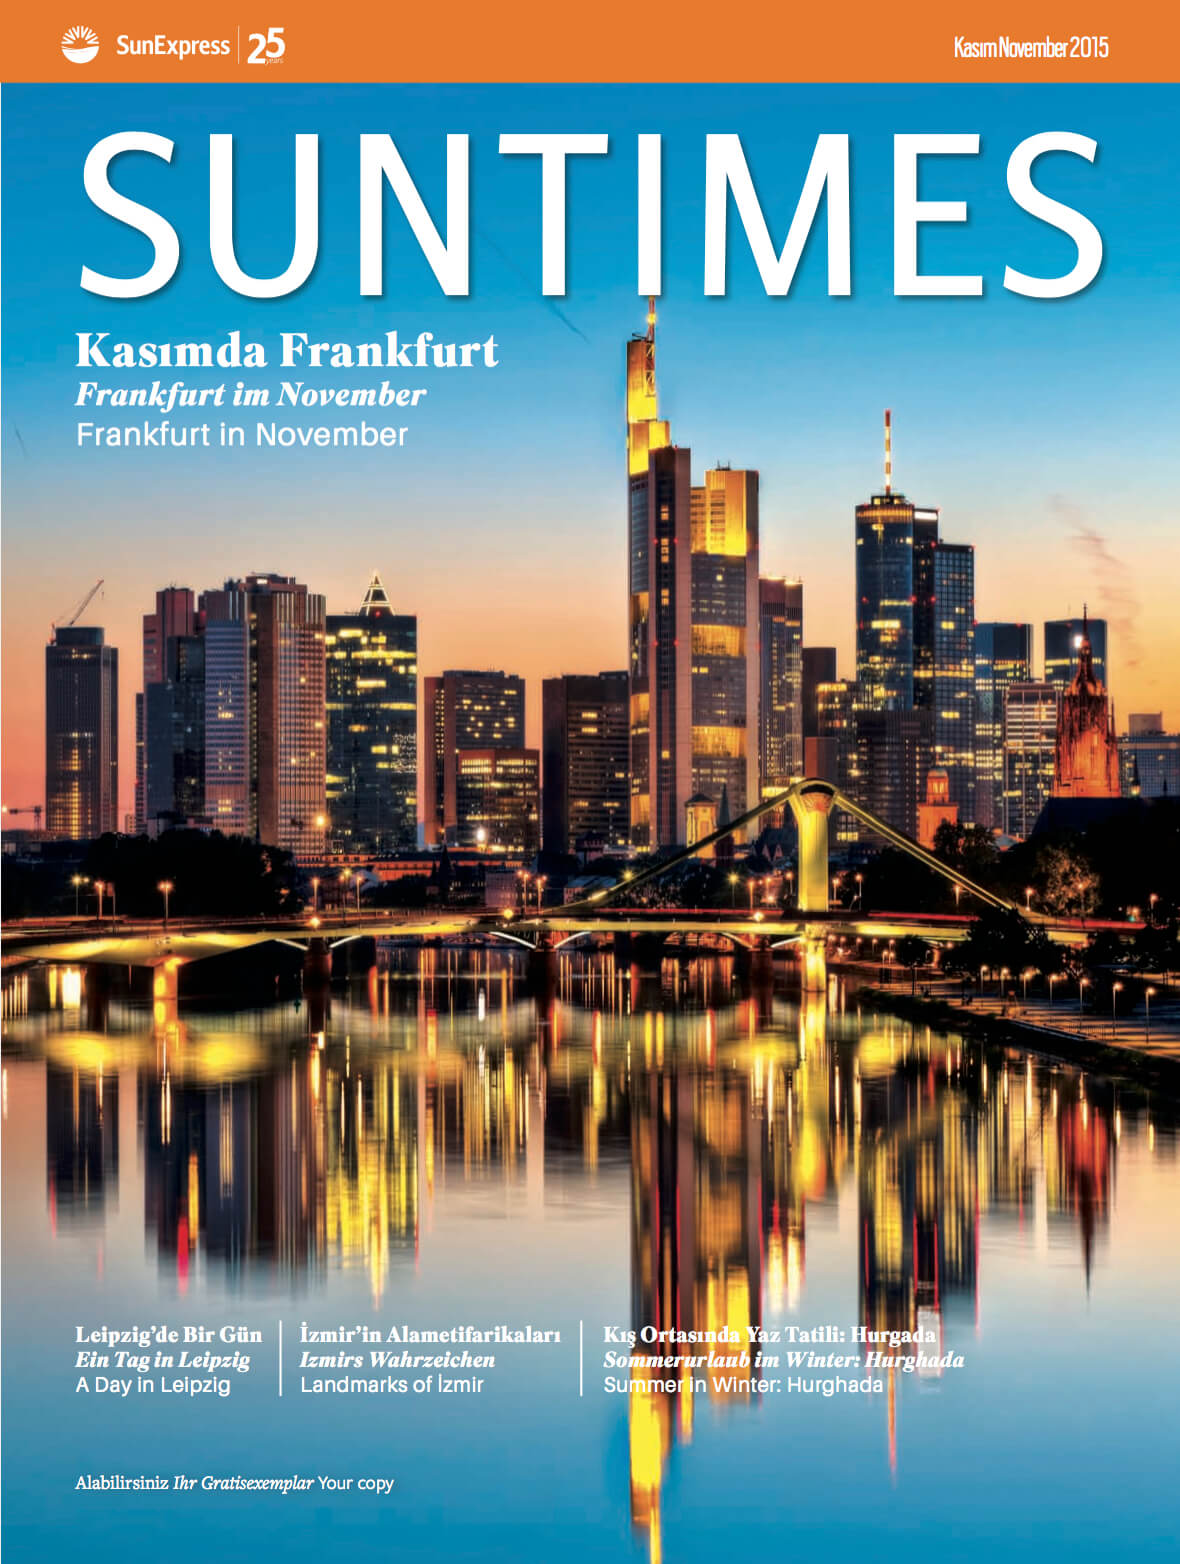 SunExpress 25 years
Kasım November 2015
SUNTIMES
Kasımda Frankfurt
Frankfurt im November
Frankfurt in November
Leipzig'de Bir Gün
Ein Tag in Leipzig
A Day in Leipzig
İzmir'in Alametifarikaları
Izmirs Wahrzeichen
Landmarks of İzmir
Kış Ortasında Yaz Tatili: Hurgada
Sommerurlaub im Winter: Hurghada
Summer in Winter: Hurghada
Alabilirsiniz Ihr Gratisexemplar Your copy